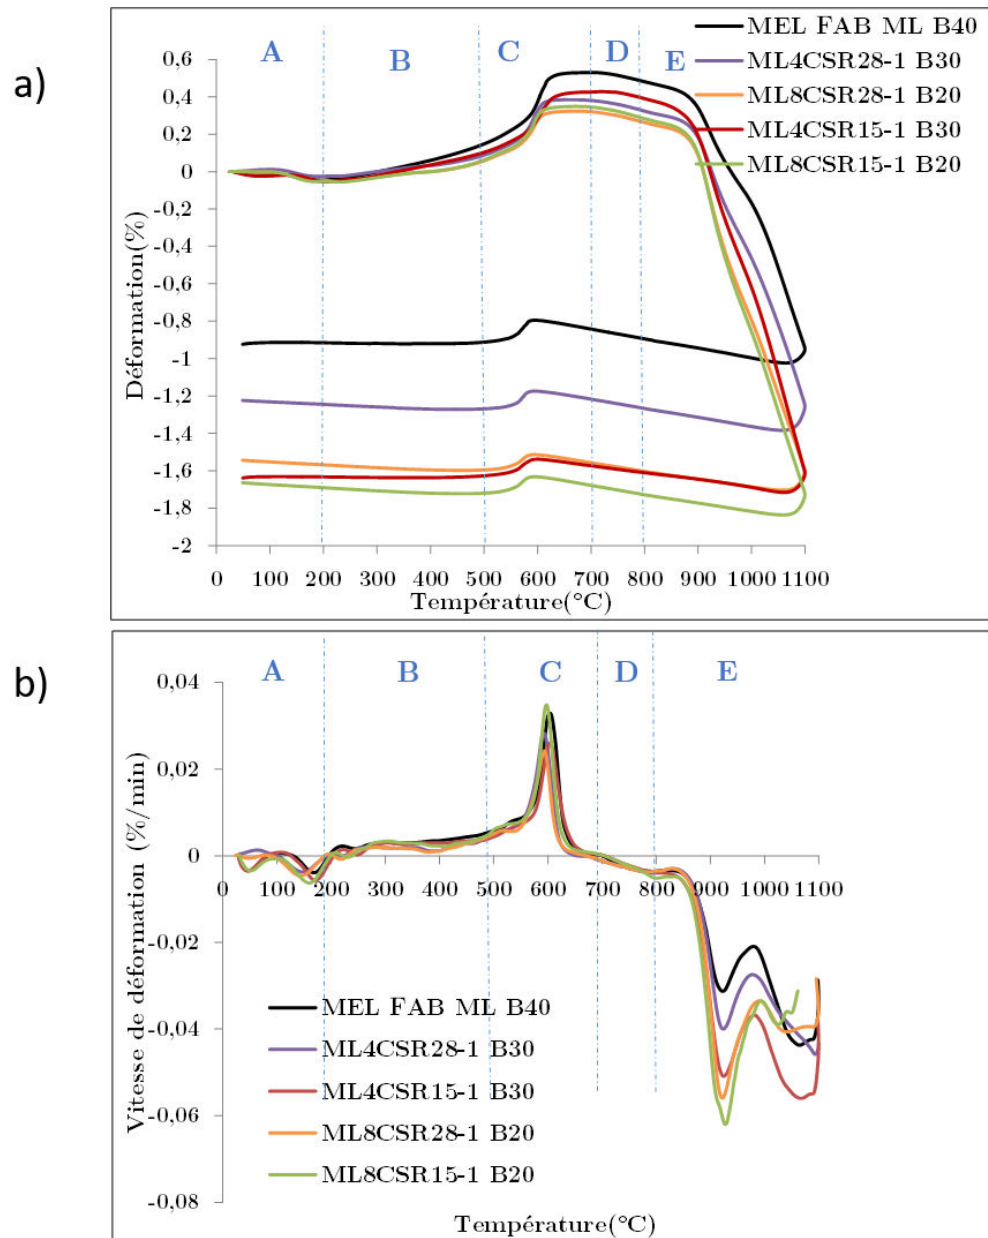 a)
MEL FAB ML B40
ML4CSR28-1 B30
ML8CSR28-1 B20
ML4CSR15-1 B30
ML8CSR15-1 B20
A B C D E
Déformation(%)
0.6
0.4
0.2
0
-0.2
-0.4
-0.6
-0.8
-1
-1.2
-1.4
-1.6
-1.8
-2
0 100 200 300 400 500 600 700 800 900 1000 1100
Température(°C)
b)
A B C D E
Vitesse de déformation (%/min)
0,04
0,02
0
-0,02
-0,04
-0,06
-0,08
0 100 200 300 400 500 600 700 800 900 1000 1100
MEL FAB ML B40
ML4CSR28-1 B30
ML4CSR15-1 B30
ML8CSR28-1 B20
ML8CSR15-1 B20
Température(°C)